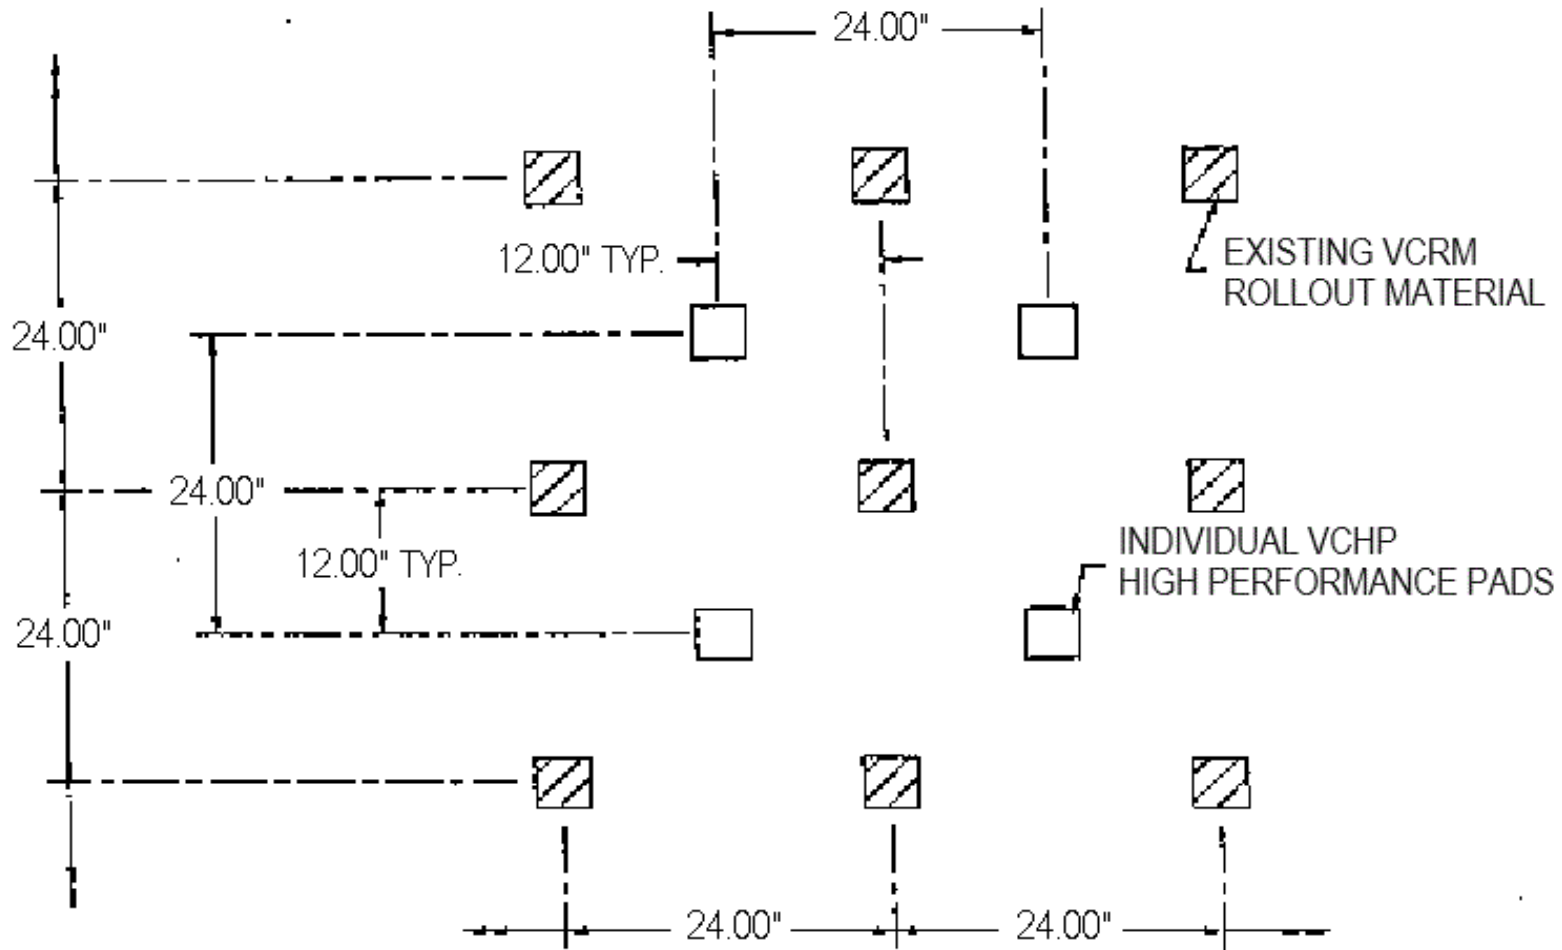 24.00"
12.00" TYP.
EXISTING VCRM
ROLLOUT MATERIAL
24.00"
24.00"
12.00" TYP.
INDIVIDUAL VCHP
HIGH PERFORMANCE PADS
24.00"
24.00"
24.00"